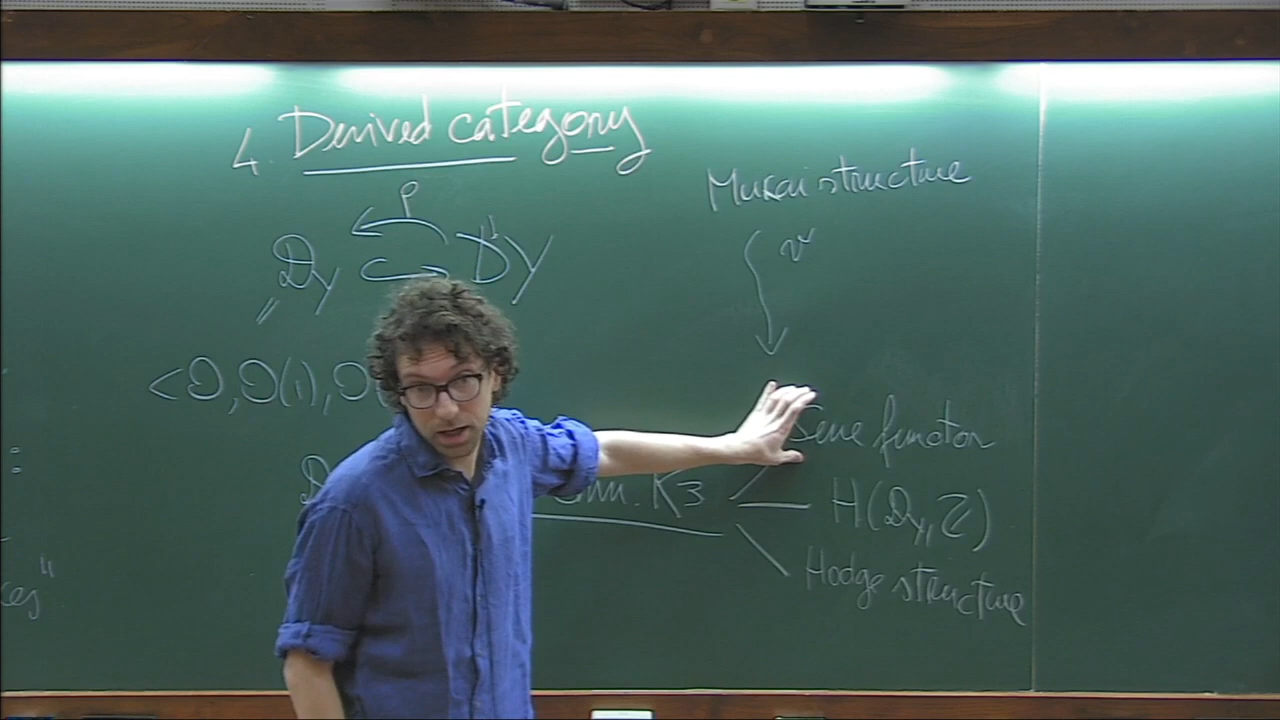 4. Derived category
Mukai structure
ρ
D_Y ⊂ D^b Y
v
<O, O(1), O
Serre functor
K3
H(D_Y, Z)
Hodge structure